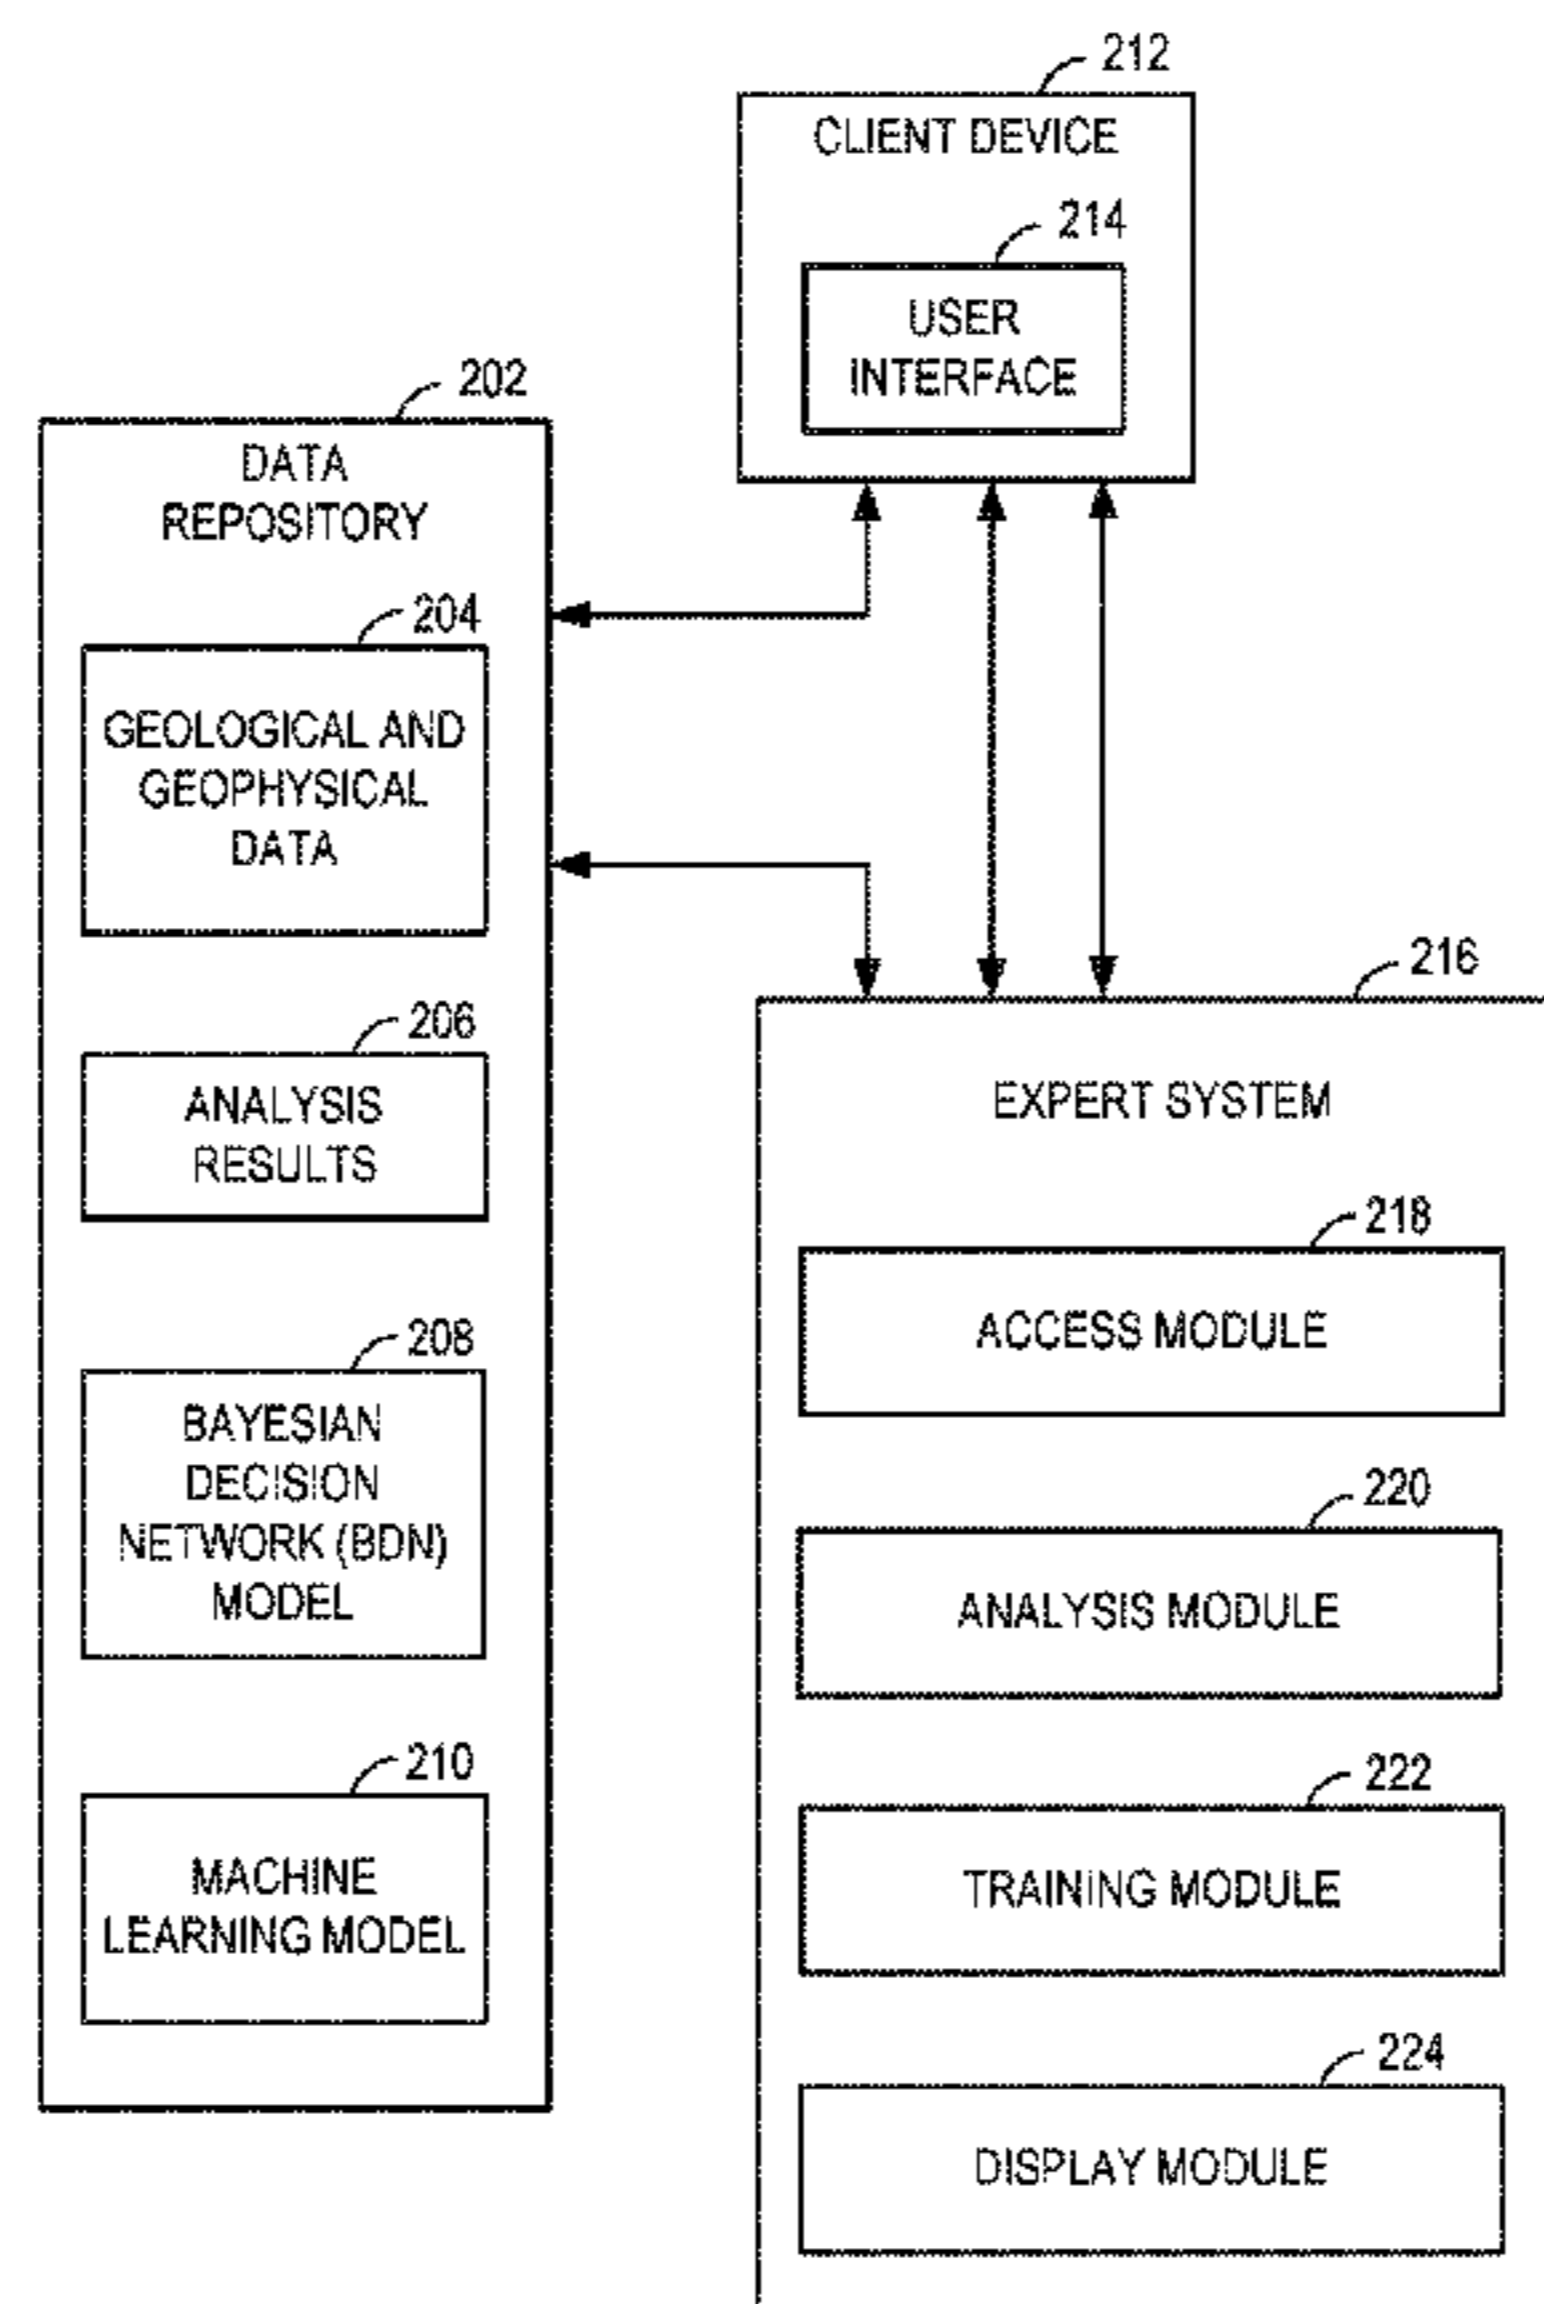 212
CLIENT DEVICE
214
USER
INTERFACE
202
DATA
REPOSITORY
204
GEOLOGICAL AND
GEOPHYSICAL
DATA
206
ANALYSIS
RESULTS
208
BAYESIAN
DECISION
NETWORK (BDN)
MODEL
210
MACHINE
LEARNING MODEL
216
EXPERT SYSTEM
218
ACCESS MODULE
220
ANALYSIS MODULE
222
TRAINING MODULE
224
DISPLAY MODULE